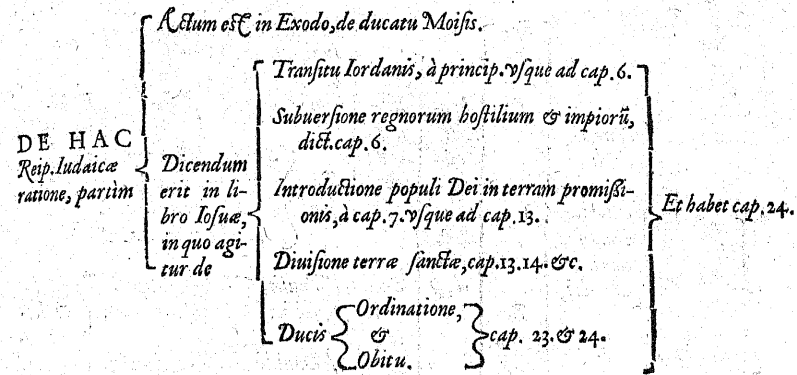 Actum est in Exodo, de ducatu Moisis.
DE HAC
Reip. Iudaicæ
ratione, partìm
Dicendum
erit in li-
bro Iosuæ,
in quo agi-
tur de
Transitu Iordanis, à princip. vsque ad cap. 6.
Subuersione regnorum hostilium & impiorū,
dict. cap. 6.
Introductione populi Dei in terram promissi-
onis, à cap. 7. vsque ad cap. 13.
Diuisione terræ sanctæ, cap. 13. 14. &c.
Ducis
Ordinatione,
&
Obitu.
cap. 23. & 24.
Et habet cap. 24.